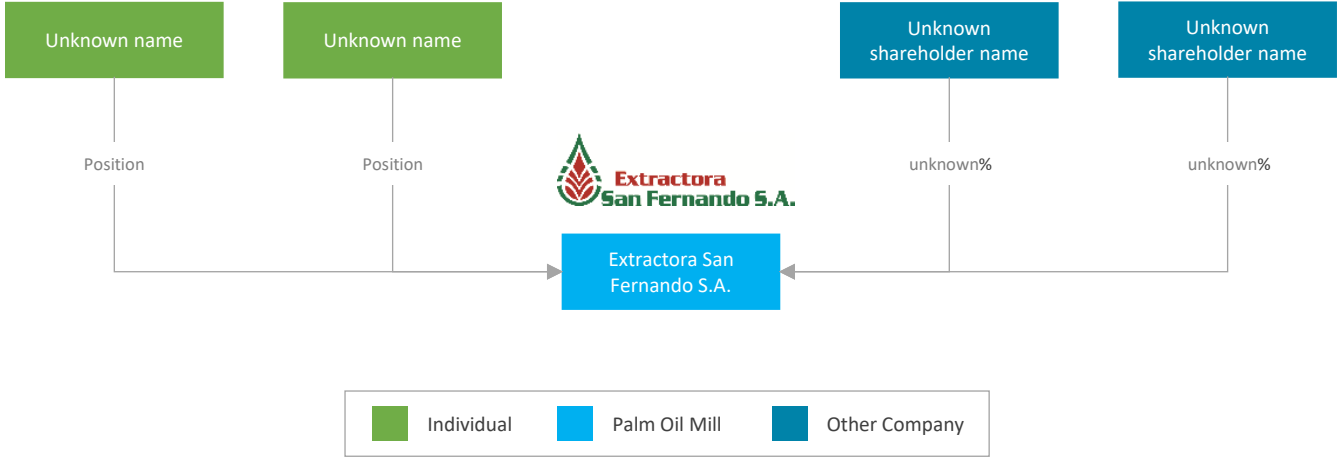 Unknown name
Unknown name
Unknown
shareholder name
Unknown
shareholder name
Position
Position
unknown%
unknown%
Extractora
San Fernando S.A.
Extractora San
Fernando S.A.
Individual
Palm Oil Mill
Other Company